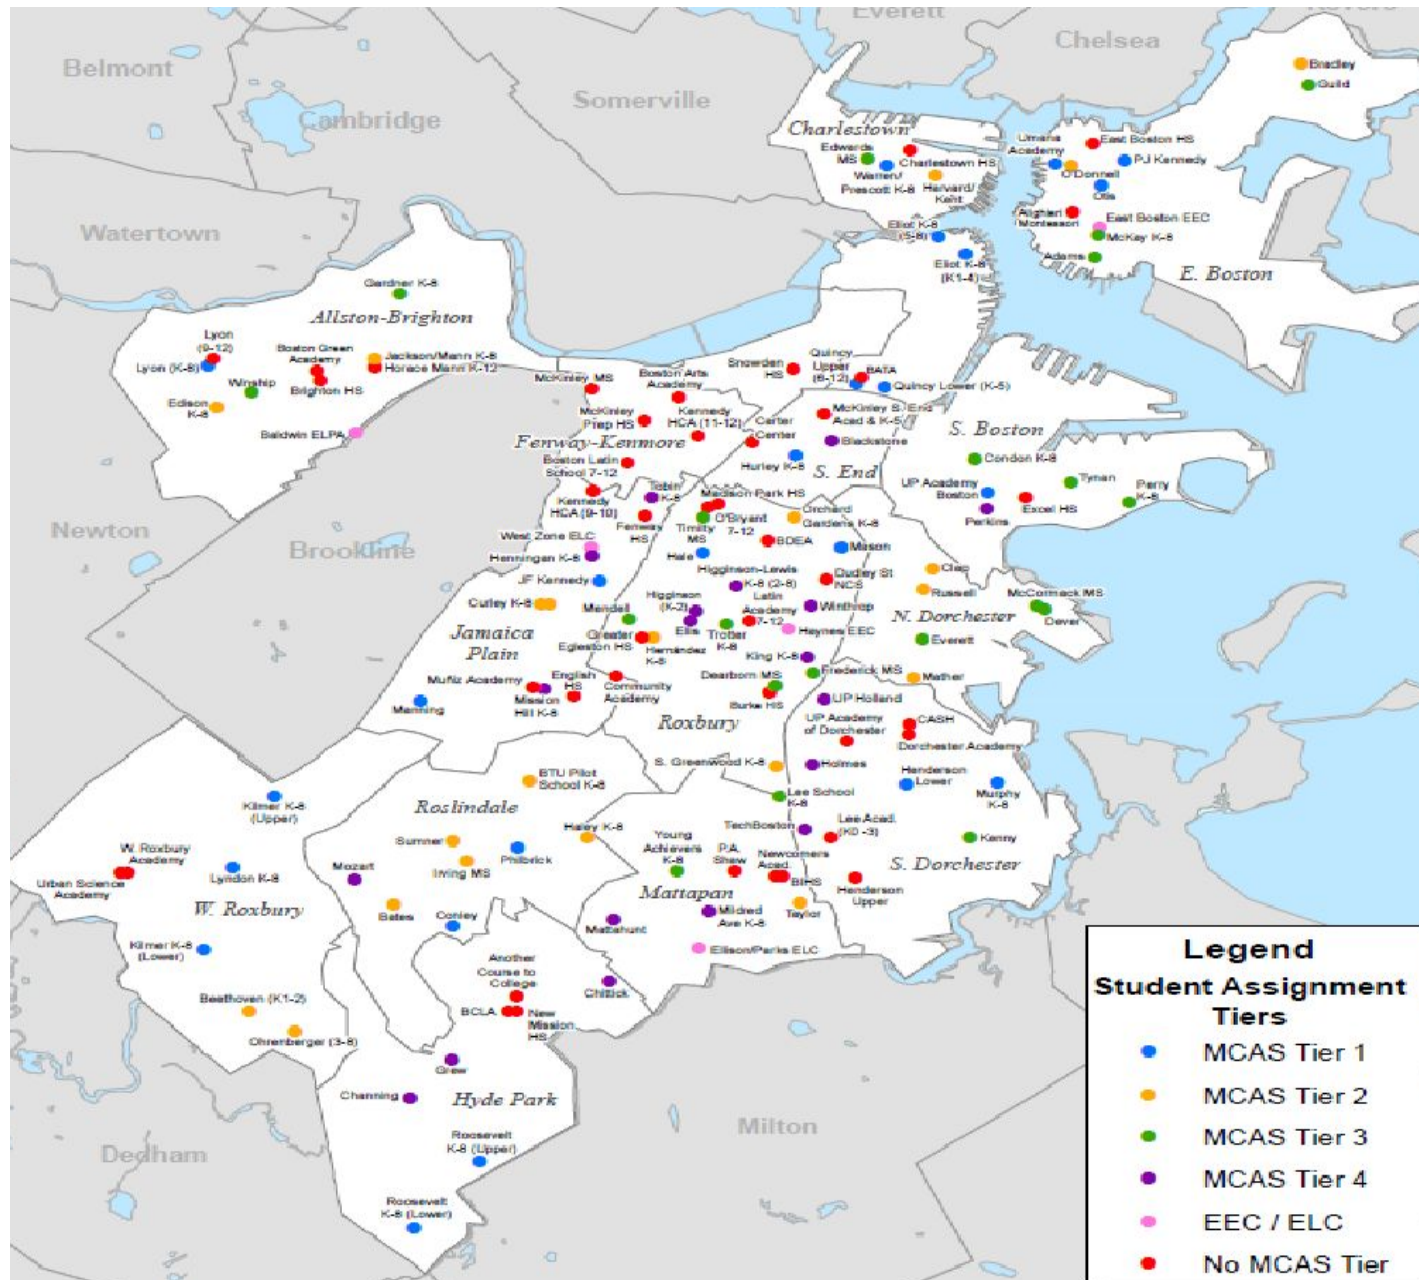 Everett
Revere
Chelsea
Belmont
Somerville
Cambridge
Bradley
Guild
Charlestown
Edwards
MS
Charlestown HS
Warren/
Prescott K-8
Harvard/
Kent
Umana
Academy
East Boston HS
PJ Kennedy
O'Donnell
Otis
Alighieri
Montessori
East Boston EEC
McKay K-8
Adams
E. Boston
Eliot K-8
(5-8)
Eliot K-8
(K1-4)
Watertown
Gardner K-8
Allston-Brighton
Lyon
(9-12)
Lyon (K-8)
Boston Green
Academy
Brighton HS
Jackson/Mann K-8
Horace Mann K-12
Winship
Edison
K-8
Baldwin ELPA
McKinley MS
Boston Arts
Academy
Snowden
HS
Quincy
Upper
(6-12)
BATA
Quincy Lower (K-5)
McKinley
Prep HS
Kennedy
HCA (11-12)
Carter
Center
McKinley S. End
Acad & K-5
Blackstone
Fenway-Kenmore
Hurley K-8
S. End
S. Boston
Boston Latin
School 7-12
Condon K-8
Tynan
Perry
K-8
UP Academy
Boston
Excel HS
Perkins
Newton
Brookline
Kennedy
HCA (9-10)
Tobin
K-8
Fenway
HS
Madison Park HS
O'Bryant
7-12
Timilty
MS
Orchard
Gardens K-8
BDEA
Hale
Mason
West Zone ELC
Hennigan K-8
JF Kennedy
Curley K-8
Higginson-Lewis
K-8 (2-8)
Dudley St
NCS
Clap
Russell
McCormack MS
Dever
N. Dorchester
Everett
Mather
Mendell
Higginson
(K-2)
Ellis
Latin
Academy
7-12
Winthrop
Trotter
K-8
Haynes EEC
Greater
Egleston HS
Hernández
K-8
Jamaica
Plain
King K-8
Frederick MS
Dearborn MS
Burke HS
UP Holland
Muñiz Academy
English
HS
Mission
Hill K-8
Community
Academy
Manning
Roxbury
UP Academy
of Dorchester
CASH
Dorchester Academy
S. Greenwood K-8
Holmes
Henderson
Lower
Murphy
K-8
Lee School
K-8
Kilmer K-8
(Upper)
BTU Pilot
School K-8
Roslindale
Haley K-8
Sumner
Irving MS
Philbrick
Young
Achievers
K-8
P.A.
Shaw
TechBoston
Lee Acad.
(K0 -3)
Kenny
S. Dorchester
Newcomers
Acad.
BIHS
Henderson
Upper
Mattapan
Taylor
Mildred
Ave K-8
Mattahunt
Ellison/Parks ELC
Chittick
W. Roxbury
Academy
Urban Science
Academy
Lyndon K-8
W. Roxbury
Mozart
Bates
Conley
Kilmer K-8
(Lower)
Beethoven (K1-2)
Ohrenberger (3-8)
Another
Course to
College
BCLA
New
Mission
HS
Grew
Channing
Hyde Park
Roosevelt
K-8 (Upper)
Roosevelt
K-8 (Lower)
Dedham
Milton
Legend
Student Assignment
Tiers
MCAS Tier 1
MCAS Tier 2
MCAS Tier 3
MCAS Tier 4
EEC / ELC
No MCAS Tier